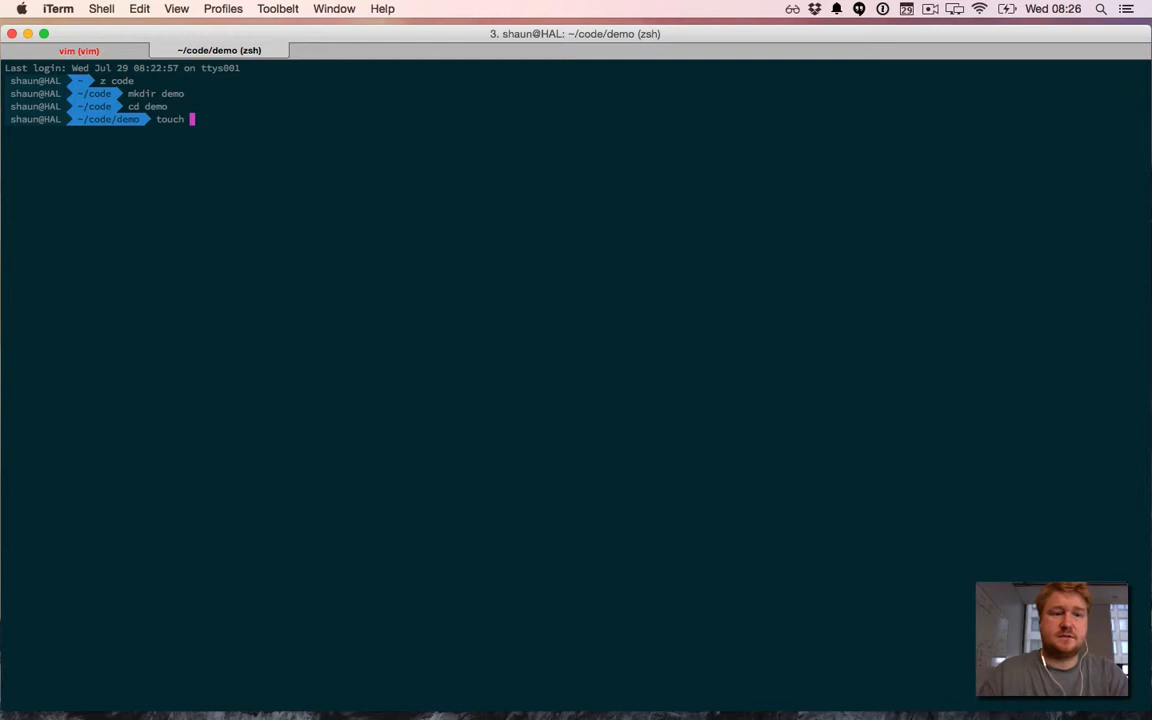 iTerm Shell Edit View Profiles Toolbelt Window Help 29 Wed 08:26
3. shaun@HAL: ~/code/demo (zsh)
vim (vim) ~/code/demo (zsh)
Last login: Wed Jul 29 08:22:57 on ttys001
shaun@HAL ~ z code
shaun@HAL ~/code mkdir demo
shaun@HAL ~/code cd demo
shaun@HAL ~/code/demo touch